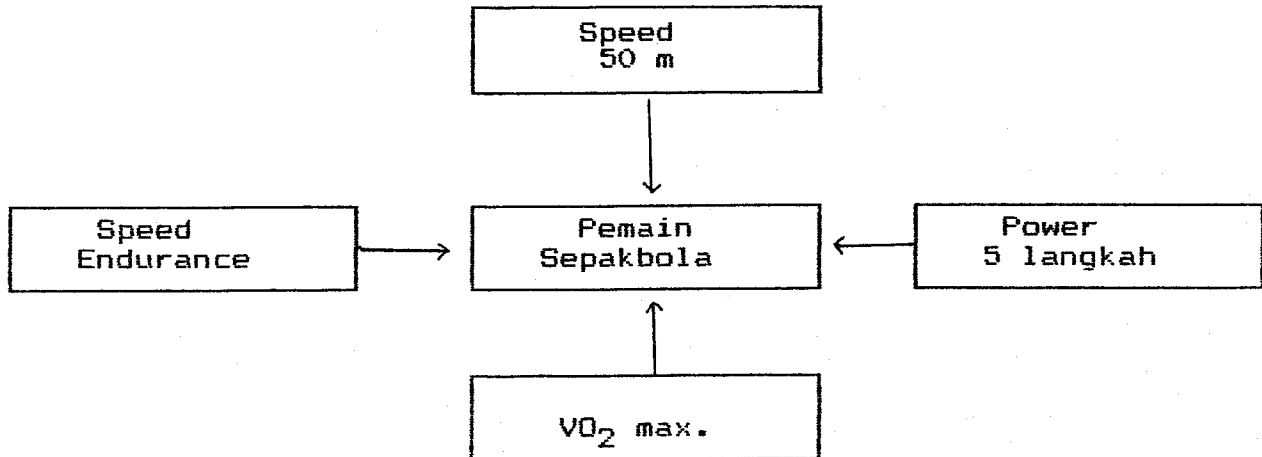 Speed
50 m
Speed
Endurance
Pemain
Sepakbola
Power
5 langkah
VO₂ max.